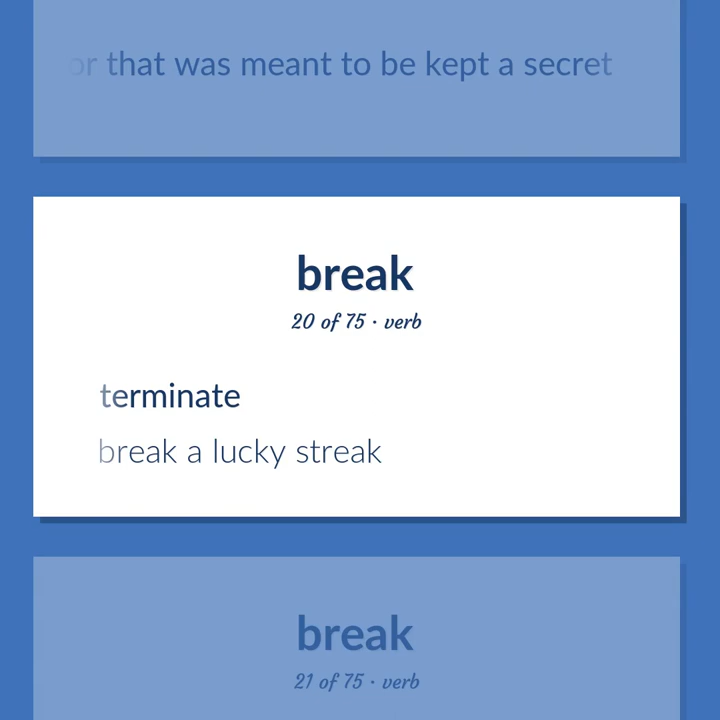 or that was meant to be kept a secret
break
20 of 75 · verb
terminate
break a lucky streak
break
21 of 75 · verb